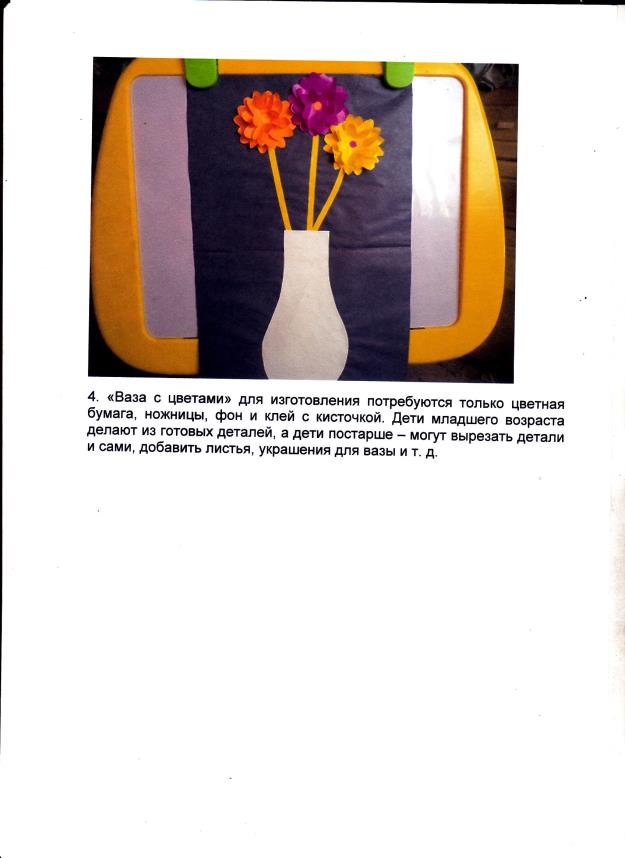 4. «Ваза с цветами» для изготовления потребуются только цветная
бумага, ножницы, фон и клей с кисточкой. Дети младшего возраста
делают из готовых деталей, а дети постарше – могут вырезать детали
и сами, добавить листья, украшения для вазы и т. д.